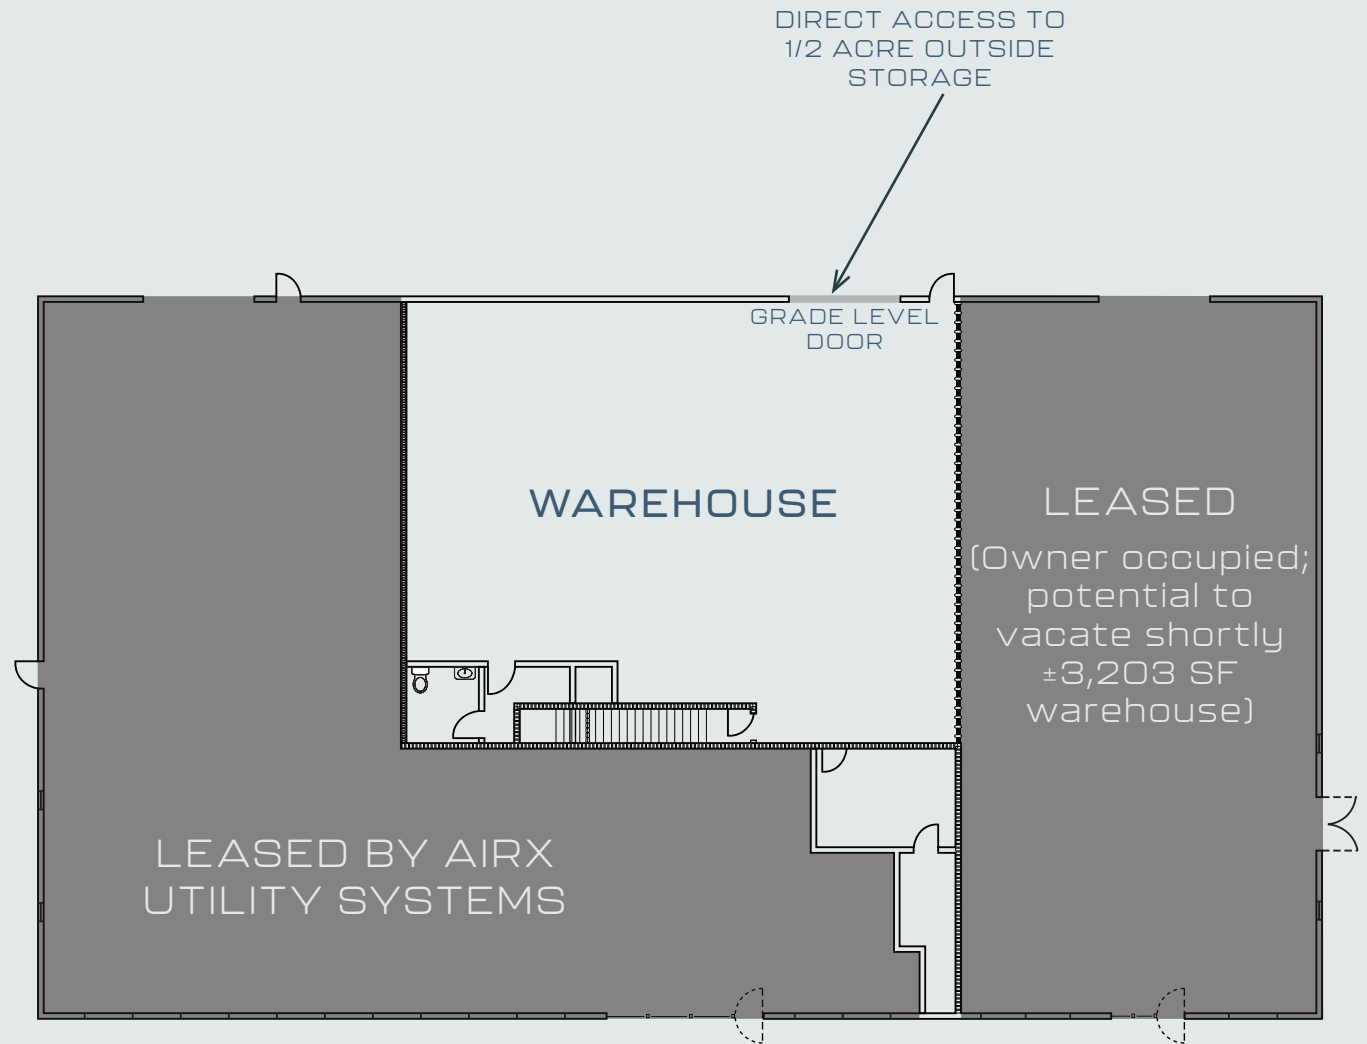 DIRECT ACCESS TO
1/2 ACRE OUTSIDE
STORAGE
GRADE LEVEL
DOOR
WAREHOUSE
LEASED
(Owner occupied;
potential to
vacate shortly
±3,203 SF
warehouse)
LEASED BY AIRX
UTILITY SYSTEMS